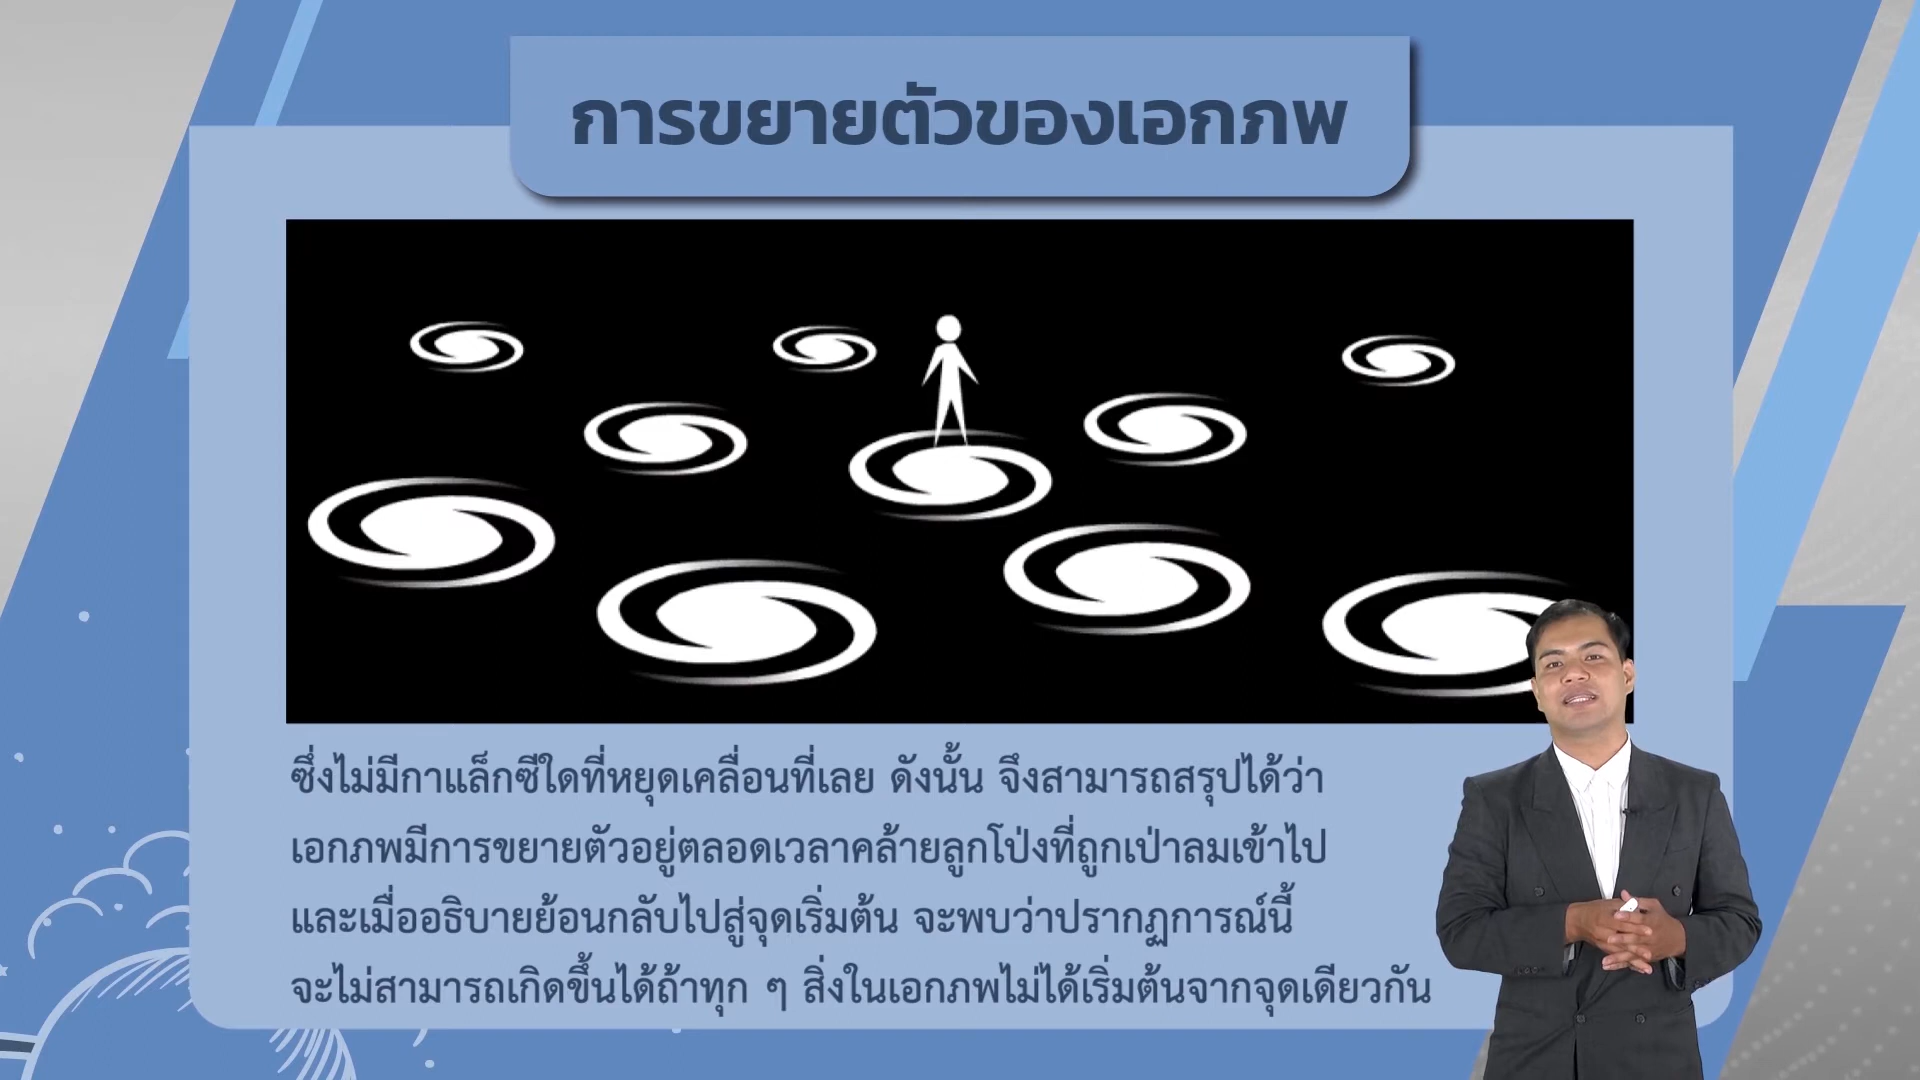 การขยายตัวของเอกภพ
ซึ่งไม่มีกาแล็กซีใดที่หยุดเคลื่อนที่เลย ดังนั้น จึงสามารถสรุปได้ว่า
เอกภพมีการขยายตัวอยู่ตลอดเวลาคล้ายลูกโป่งที่ถูกเป่าลมเข้าไป
และเมื่ออธิบายย้อนกลับไปสู่จุดเริ่มต้น จะพบว่าปรากฏการณ์นี้
จะไม่สามารถเกิดขึ้นได้ถ้าทุก ๆ สิ่งในเอกภพไม่ได้เริ่มต้นจากจุดเดียวกัน